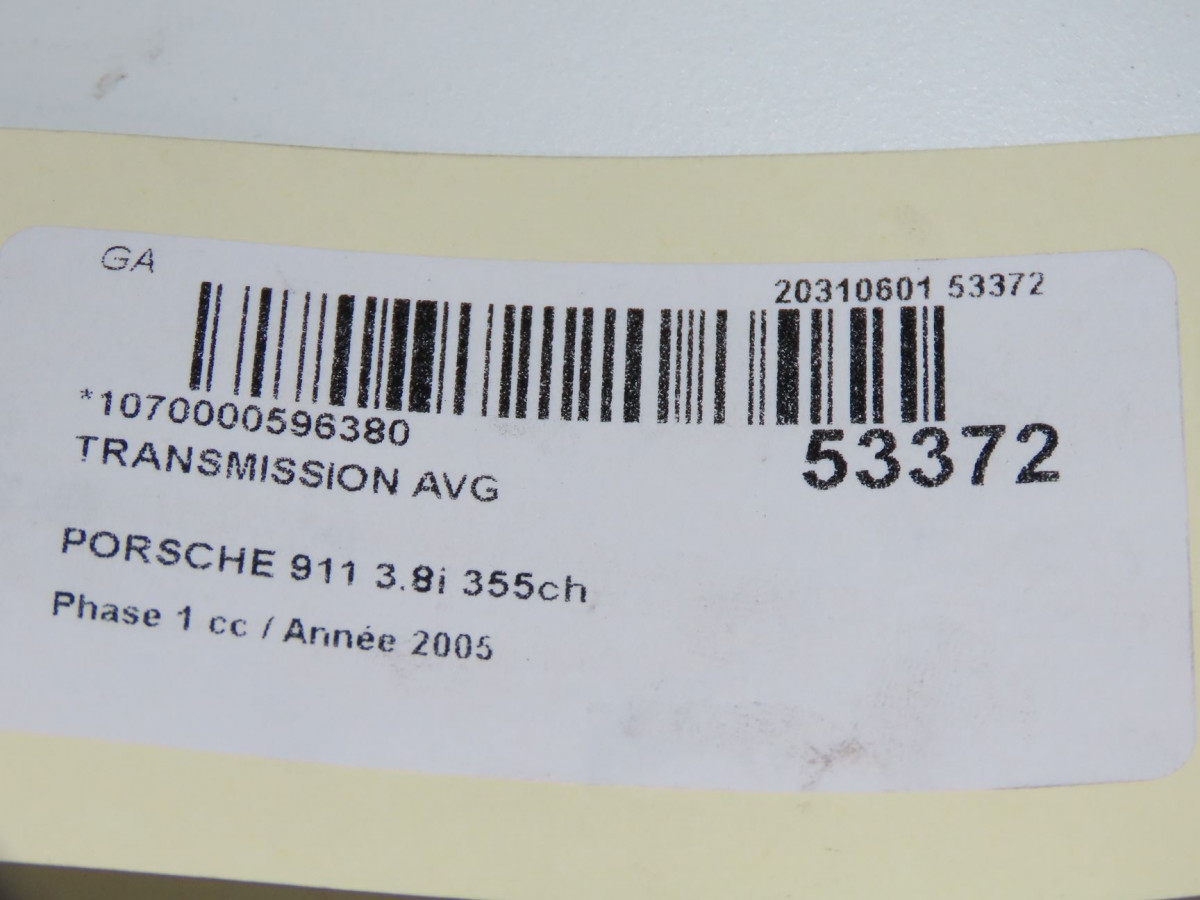 GA
20310601 53372
*1070000596380
53372
TRANSMISSION AVG
PORSCHE 911 3.8i 355ch
Phase 1 cc / Année 2005